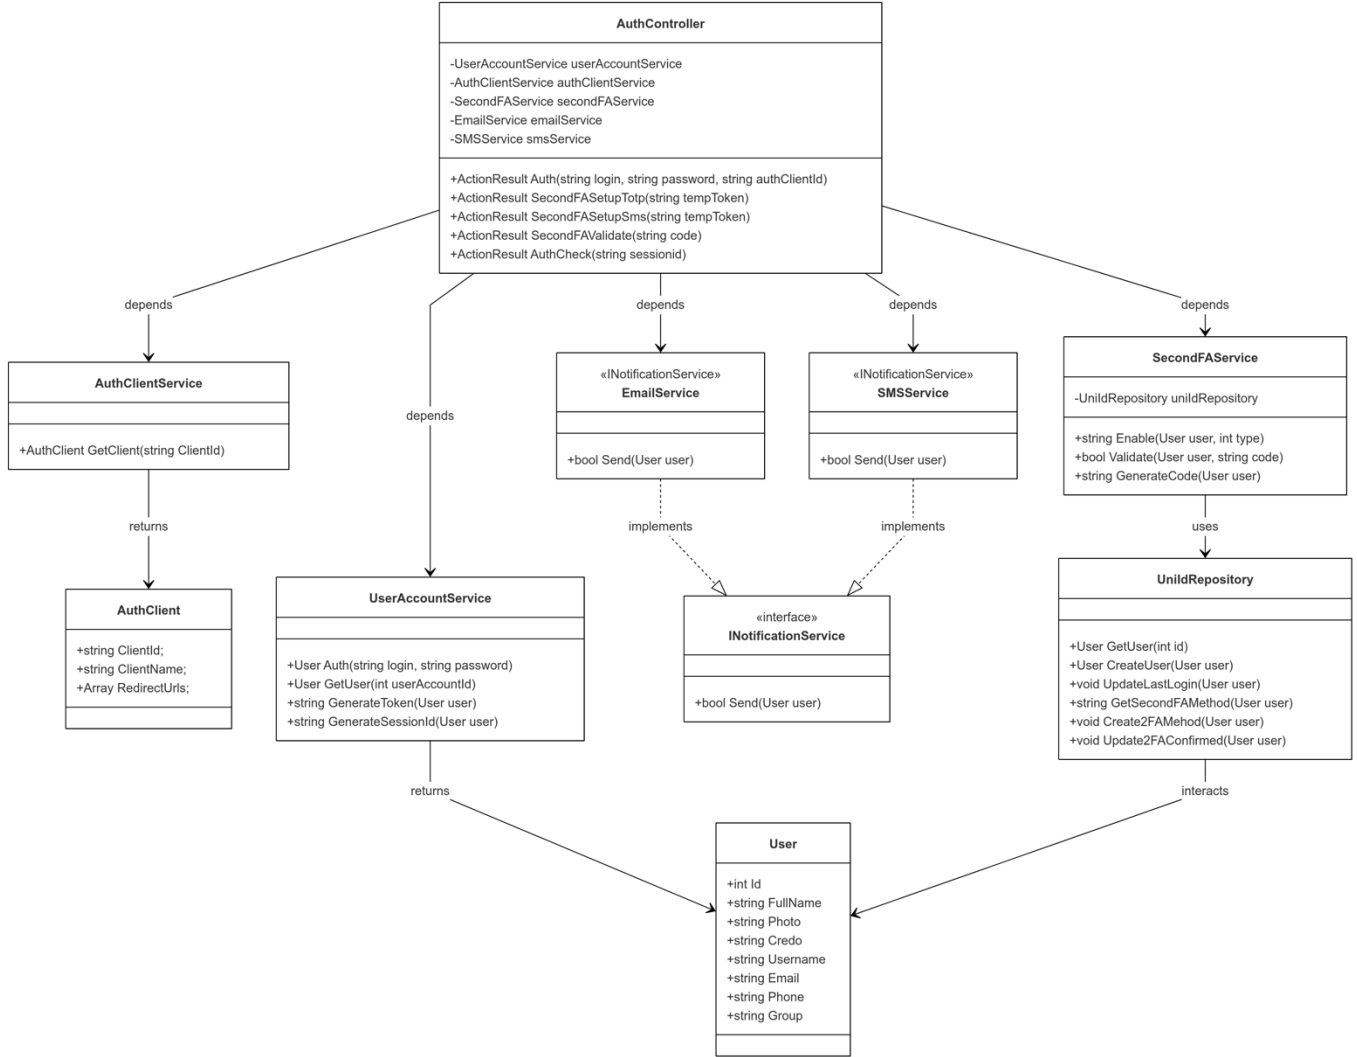 AuthController
-UserAccountService userAccountService
-AuthClientService authClientService
-SecondFAService secondFAService
-EmailService emailService
-SMSService smsService
+ActionResult Auth(string login, string password, string authClientId)
+ActionResult SecondFASetupTotp(string tempToken)
+ActionResult SecondFASetupSms(string tempToken)
+ActionResult SecondFAValidate(string code)
+ActionResult AuthCheck(string sessionid)
depends
depends
depends
depends
depends
AuthClientService
+AuthClient GetClient(string ClientId)
«INotificationService»
EmailService
+bool Send(User user)
«INotificationService»
SMSService
+bool Send(User user)
SecondFAService
-UniIdRepository uniIdRepository
+string Enable(User user, int type)
+bool Validate(User user, string code)
+string GenerateCode(User user)
returns
implements
implements
uses
AuthClient
+string ClientId;
+string ClientName;
+Array RedirectUrls;
UserAccountService
+User Auth(string login, string password)
+User GetUser(int userAccountId)
+string GenerateToken(User user)
+string GenerateSessionId(User user)
«interface»
INotificationService
+bool Send(User user)
UniIdRepository
+User GetUser(int id)
+User CreateUser(User user)
+void UpdateLastLogin(User user)
+string GetSecondFAMethod(User user)
+void Create2FAMehod(User user)
+void Update2FAConfirmed(User user)
returns
interacts
User
+int Id
+string FullName
+string Photo
+string Credo
+string Username
+string Email
+string Phone
+string Group